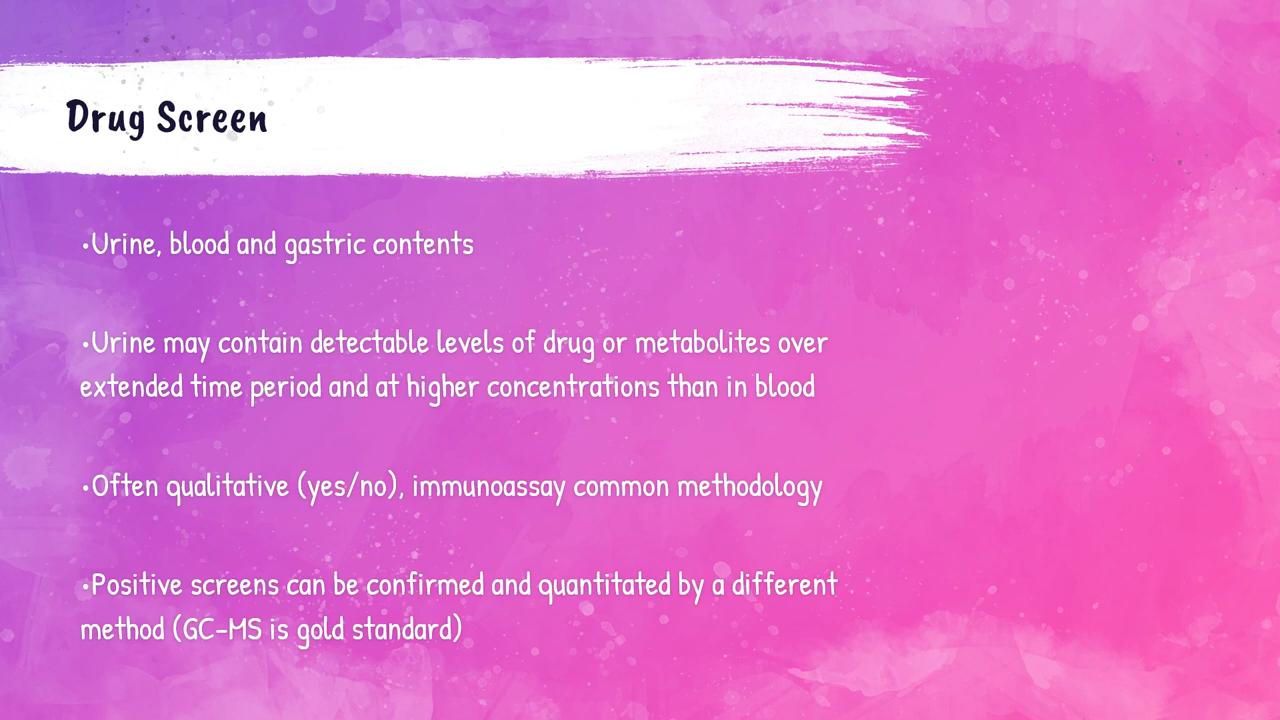 Drug Screen
•Urine, blood and gastric contents
•Urine may contain detectable levels of drug or metabolites over
extended time period and at higher concentrations than in blood
•Often qualitative (yes/no), immunoassay common methodology
•Positive screens can be confirmed and quantitated by a different
method (GC-MS is gold standard)